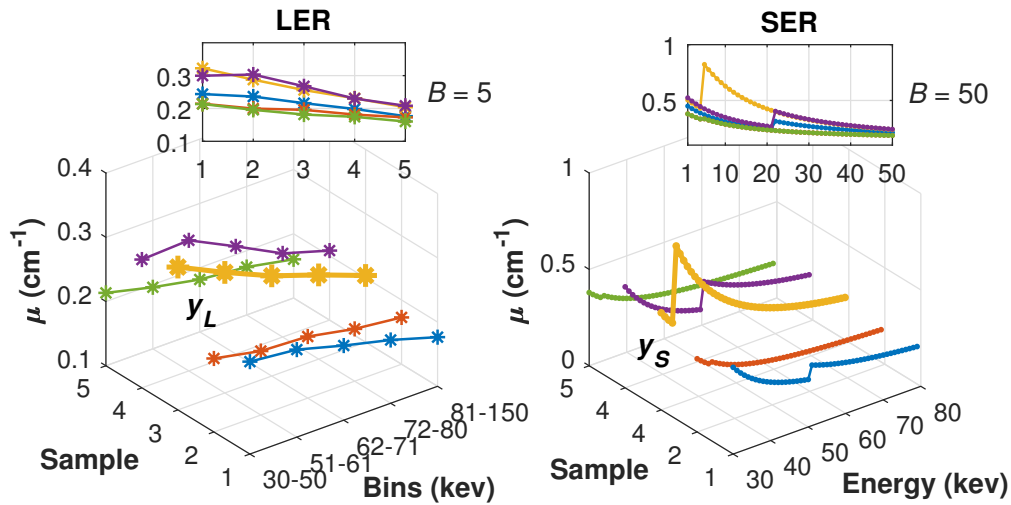 LER
0.3
0.2
0.1
1 2 3 4 5
B = 5
0.4
0.3
0.2
0.1
μ (cm-1)
yL
5
4
3
2
1
Sample
30-50
51-61
62-71
72-80
81-150
Bins (kev)
SER
1
0.5
1 10 20 30 40 50
B = 50
1
0.5
0
μ (cm-1)
yS
5
4
4
2
1
Sample
30
40
50
60
70
80
Energy (kev)